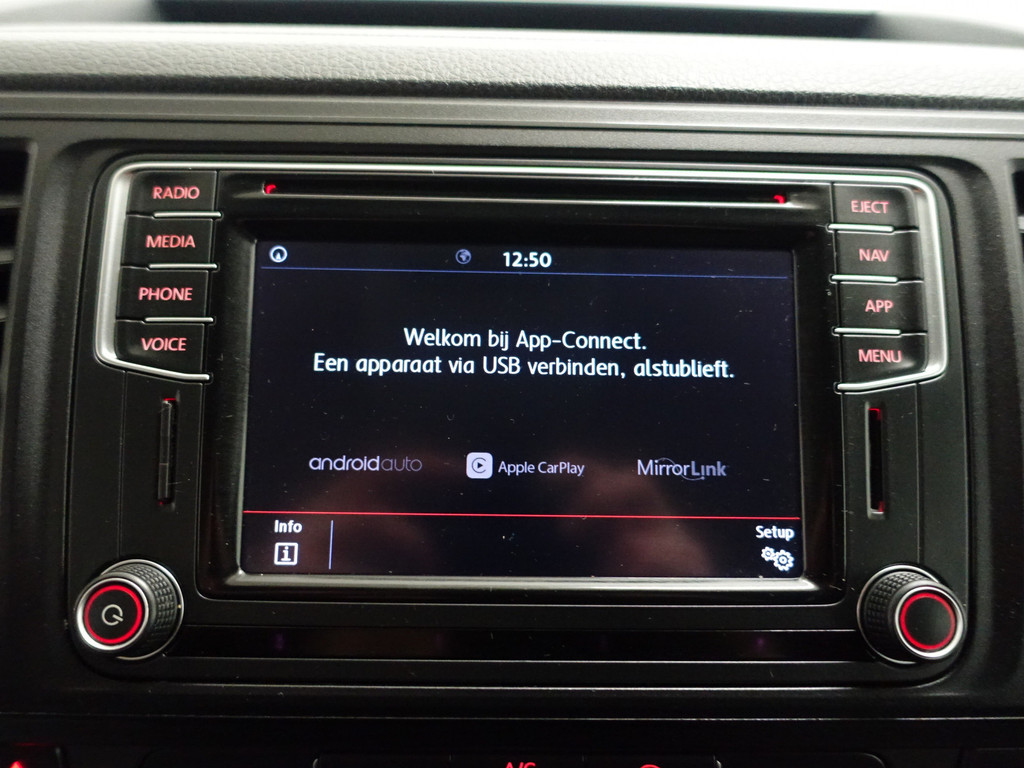 RADIO
EJECT
MEDIA
12:50
NAV
PHONE
APP
VOICE
Welkom bij App-Connect.
MENU
Een apparaat via USB verbinden, alstublieft.
androidauto
Apple CarPlay
MirrorLink
Info
Setup
i